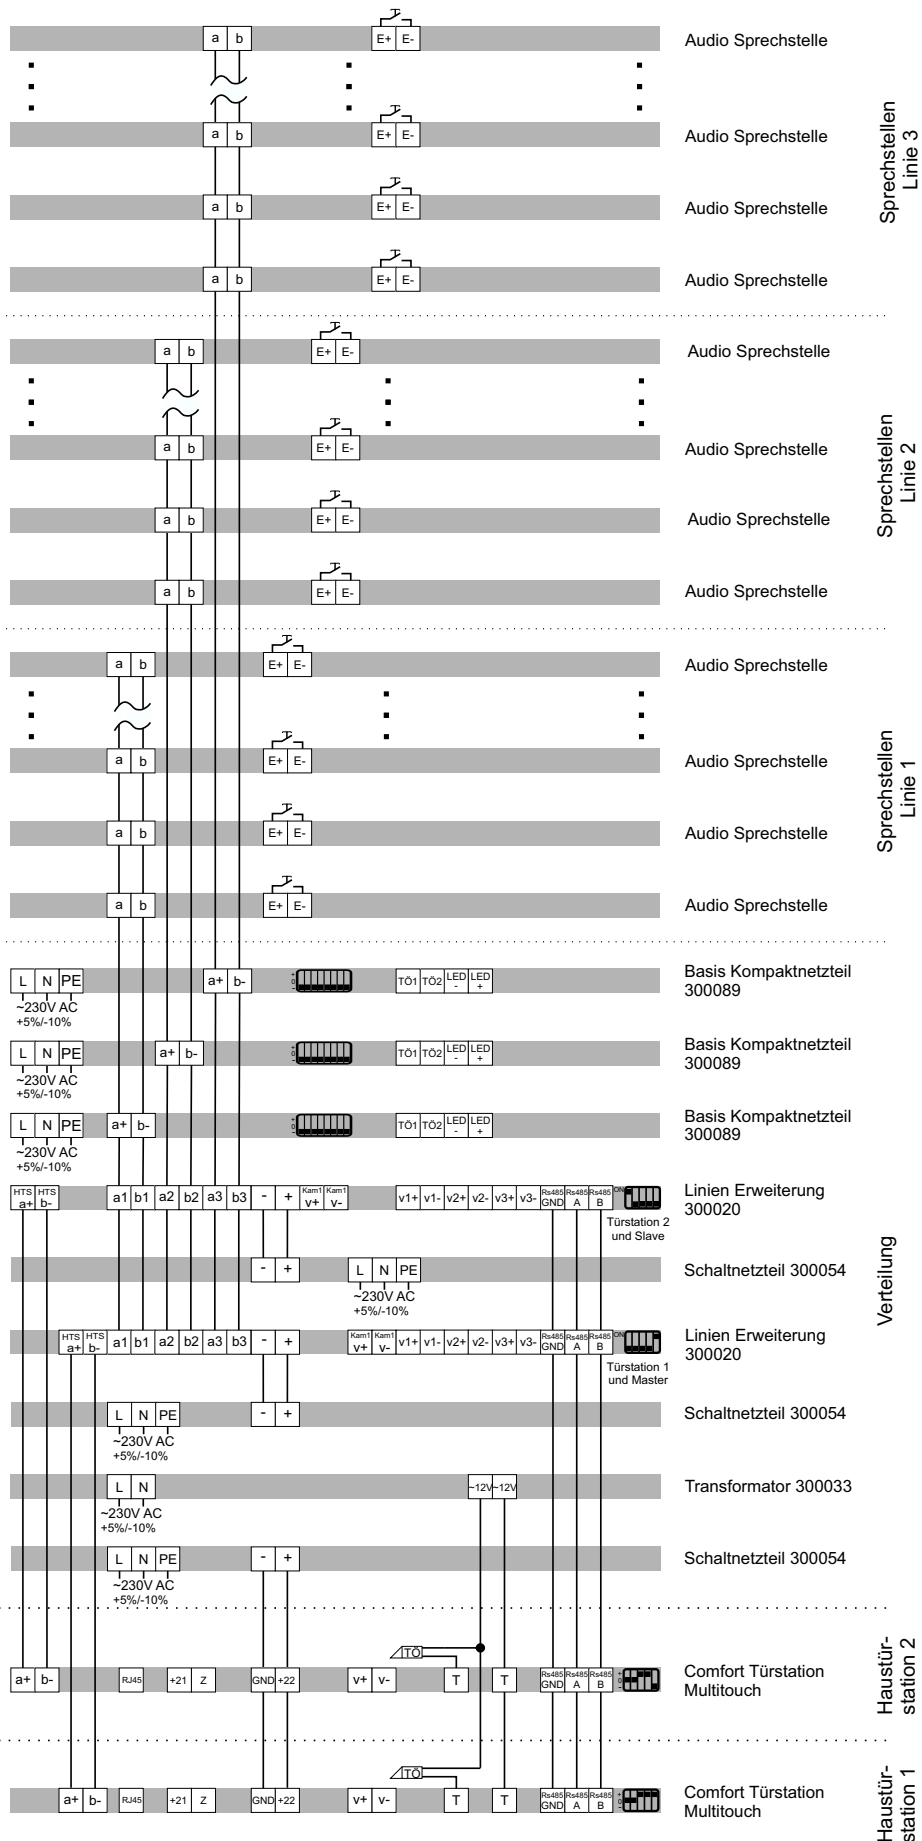 a b E+ E- Audio Sprechstelle
a b E+ E- Audio Sprechstelle
a b E+ E- Audio Sprechstelle
a b E+ E- Audio Sprechstelle
Sprechstellen
Linie 3
a b E+ E- Audio Sprechstelle
a b E+ E- Audio Sprechstelle
a b E+ E- Audio Sprechstelle
a b E+ E- Audio Sprechstelle
Sprechstellen
Linie 2
a b E+ E- Audio Sprechstelle
a b E+ E- Audio Sprechstelle
a b E+ E- Audio Sprechstelle
a b E+ E- Audio Sprechstelle
Sprechstellen
Linie 1
L N PE a+ b- + 0 - TÖ1 TÖ2 LED - LED + Basis Kompaktnetzteil
300089
~230V AC
+5%/-10%
L N PE a+ b- + 0 - TÖ1 TÖ2 LED - LED + Basis Kompaktnetzteil
300089
~230V AC
+5%/-10%
L N PE a+ b- + 0 - TÖ1 TÖ2 LED - LED + Basis Kompaktnetzteil
300089
~230V AC
+5%/-10%
HTS a+ HTS b- a1 b1 a2 b2 a3 b3 - + Kam1 v+ Kam1 v- v1+ v1- v2+ v2- v3+ v3- Rs485 GND Rs485 A Rs485 B ON Linien Erweiterung
300020
Türstation 2
und Slave
- + L N PE Schaltnetzteil 300054
~230V AC
+5%/-10%
Verteilung
HTS a+ HTS b- a1 b1 a2 b2 a3 b3 - + Kam1 v+ Kam1 v- v1+ v1- v2+ v2- v3+ v3- Rs485 GND Rs485 A Rs485 B ON Linien Erweiterung
300020
Türstation 1
und Master
L N PE - + Schaltnetzteil 300054
~230V AC
+5%/-10%
L N ~12V ~12V Transformator 300033
~230V AC
+5%/-10%
L N PE - + Schaltnetzteil 300054
~230V AC
+5%/-10%
TÖ
a+ b- RJ45 +21 Z GND +22 v+ v- T T Rs485 GND Rs485 A Rs485 B + 0 - Comfort Türstation
Multitouch
Haustür-
station 2
TÖ
a+ b- RJ45 +21 Z GND +22 v+ v- T T Rs485 GND Rs485 A Rs485 B + 0 - Comfort Türstation
Multitouch
Haustür-
station 1